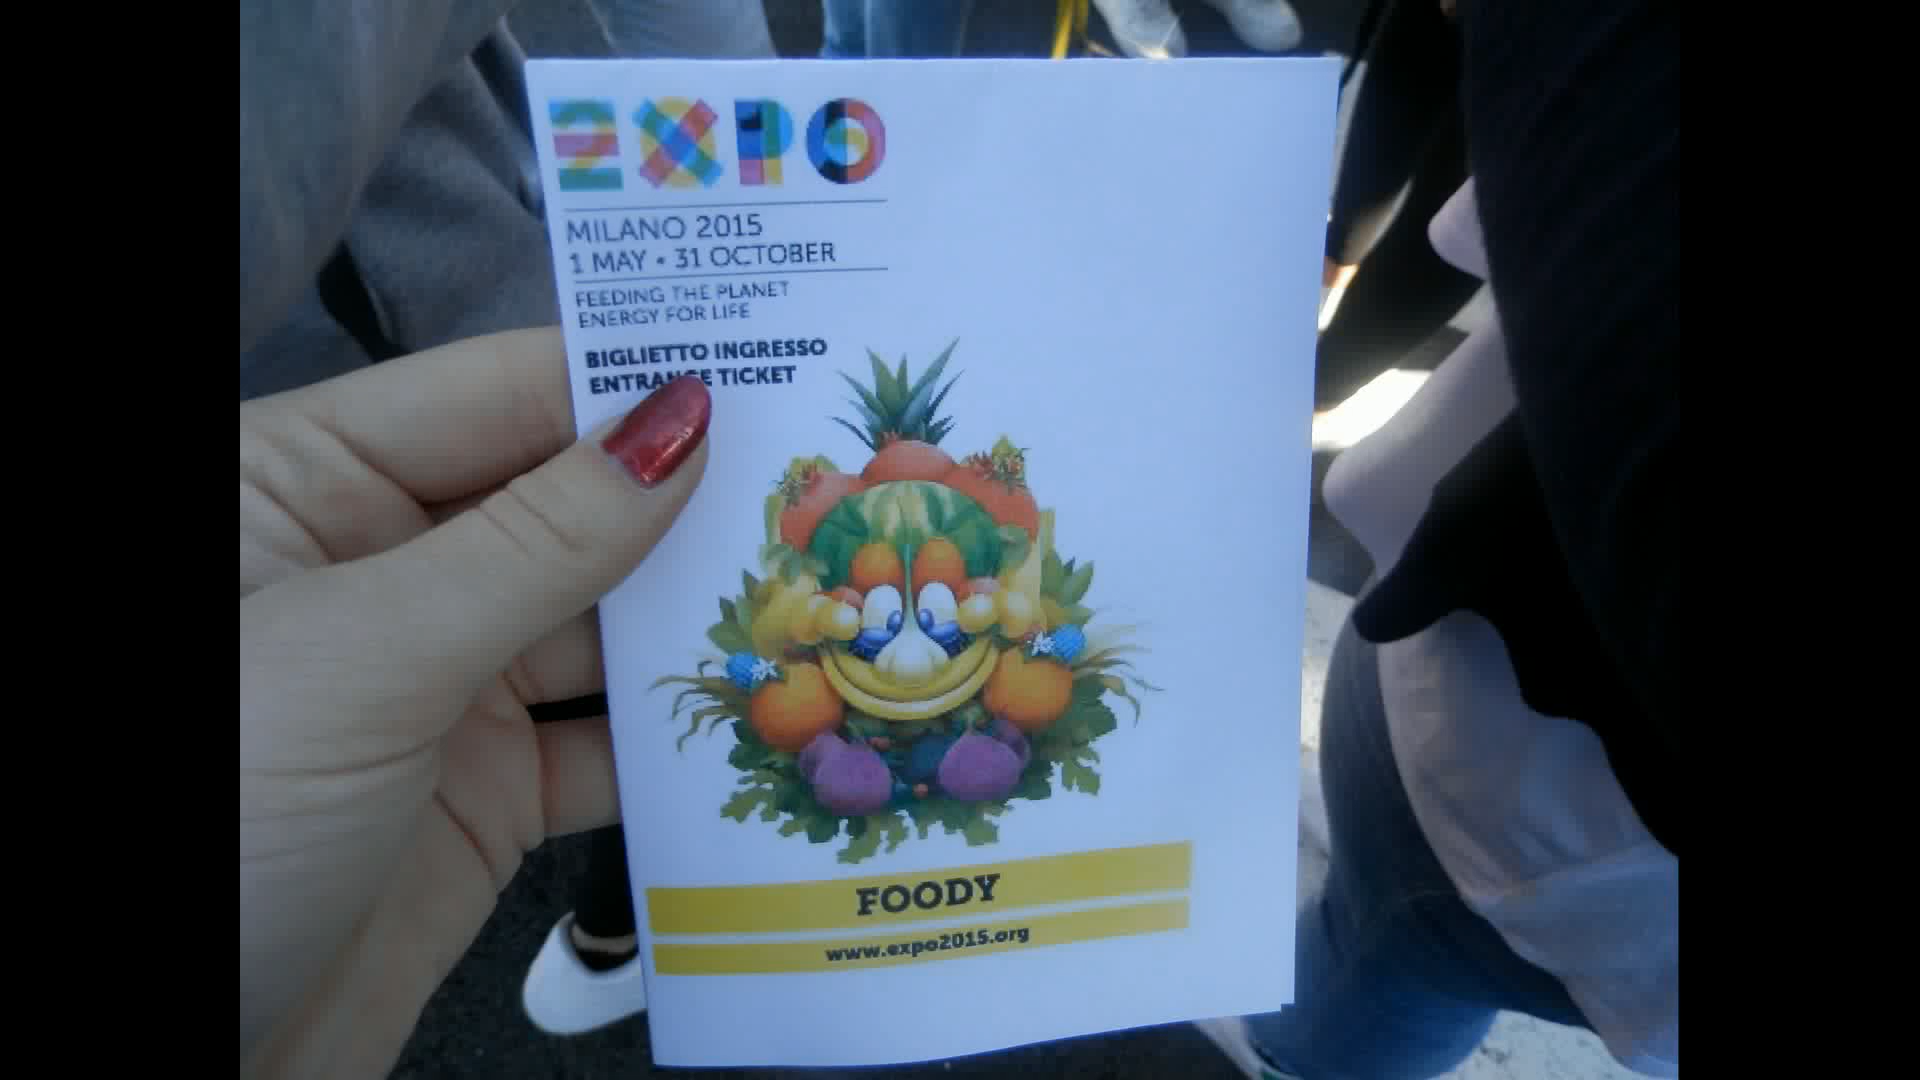 EXPO
MILANO 2015
1 MAY • 31 OCTOBER
FEEDING THE PLANET
ENERGY FOR LIFE
BIGLIETTO INGRESSO
ENTRANCE TICKET
FOODY
www.expo2015.org